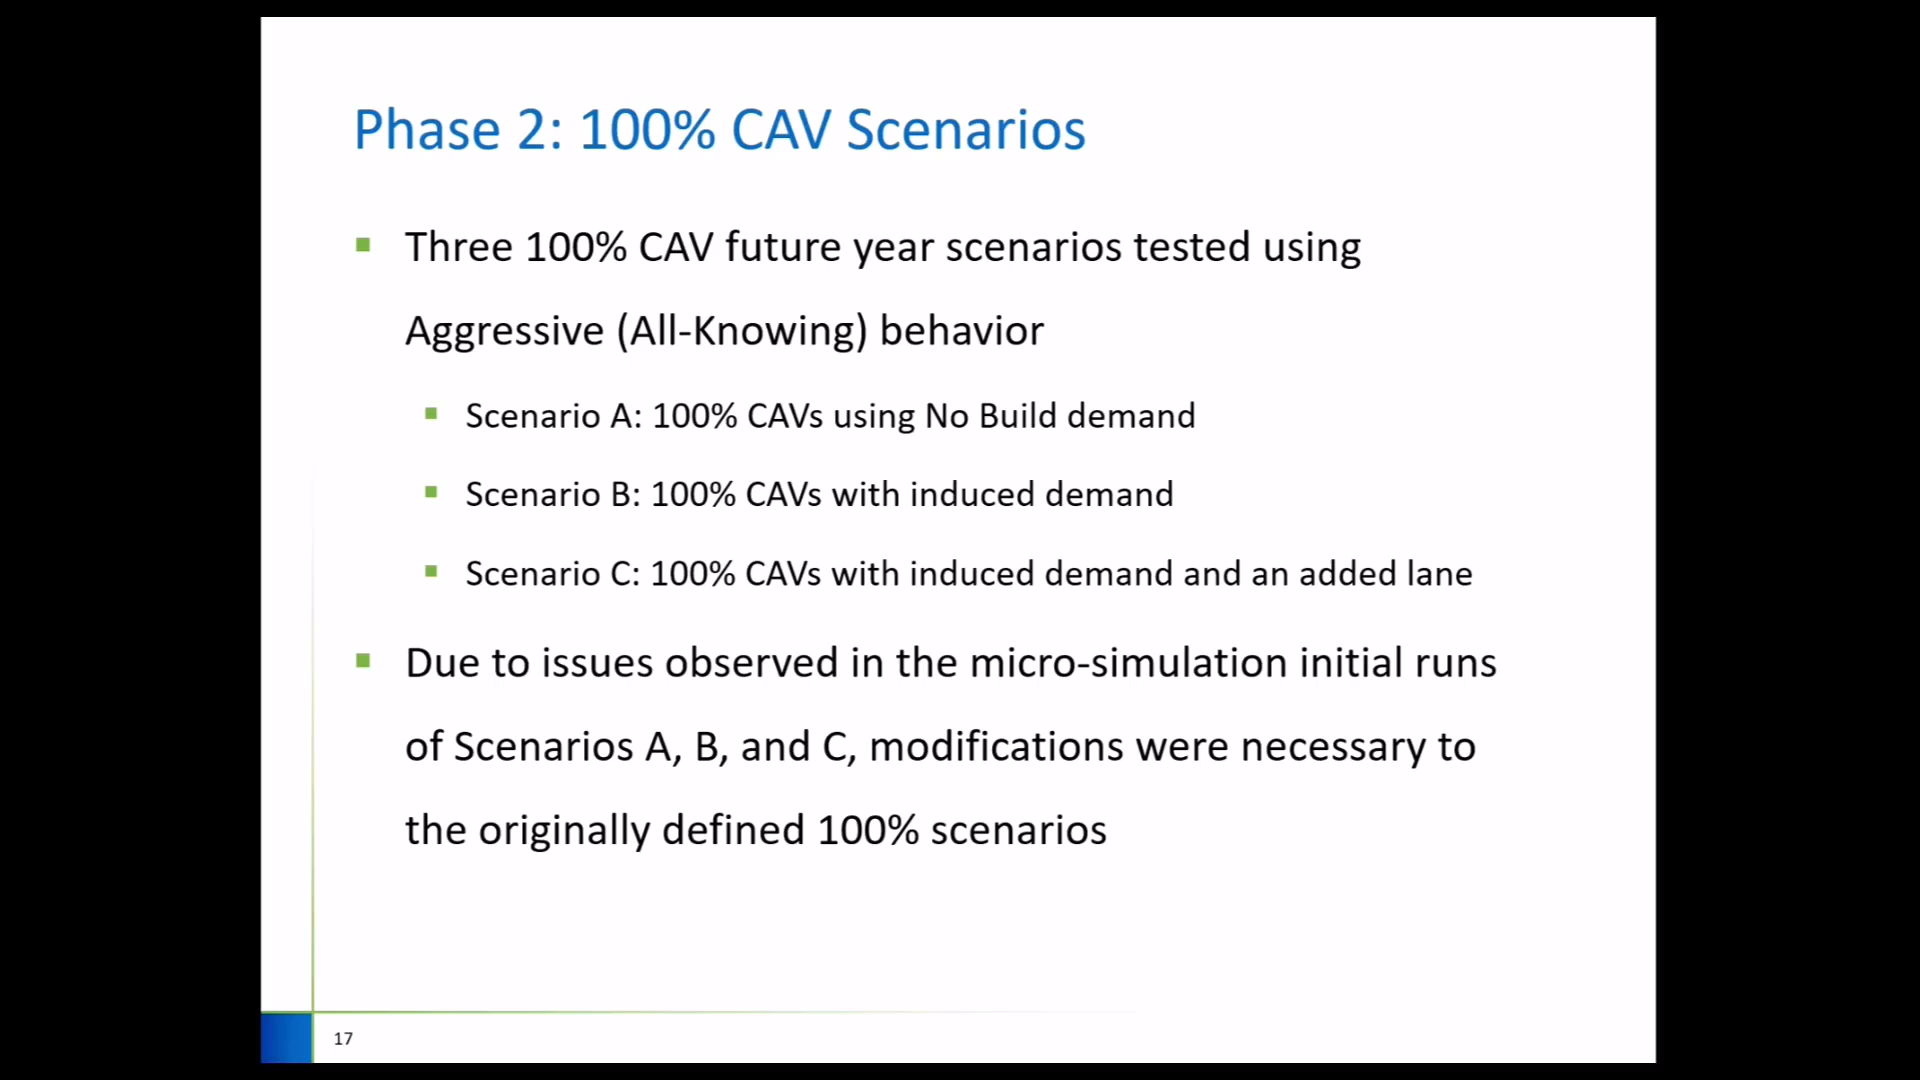 Phase 2: 100% CAV Scenarios
Three 100% CAV future year scenarios tested using
Aggressive (All-Knowing) behavior
Scenario A: 100% CAVs using No Build demand
Scenario B: 100% CAVs with induced demand
Scenario C: 100% CAVs with induced demand and an added lane
Due to issues observed in the micro-simulation initial runs
of Scenarios A, B, and C, modifications were necessary to
the originally defined 100% scenarios
17